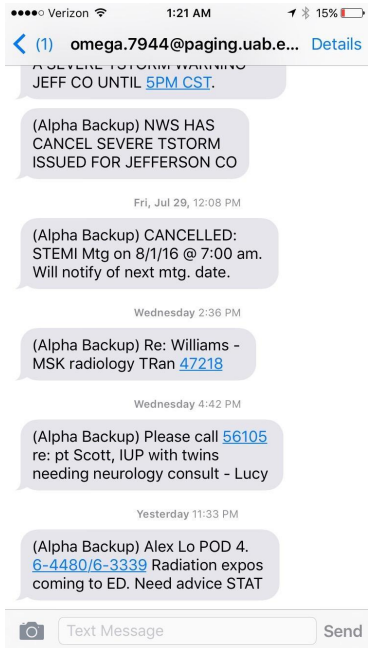 Verizon 1:21 AM 15%
(1) omega.7944@paging.uab.e... Details
A SEVERE TSTORM WARNING
JEFF CO UNTIL 5PM CST.
(Alpha Backup) NWS HAS
CANCEL SEVERE TSTORM
ISSUED FOR JEFFERSON CO
Fri, Jul 29, 12:08 PM
(Alpha Backup) CANCELLED:
STEMI Mtg on 8/1/16 @ 7:00 am.
Will notify of next mtg. date.
Wednesday 2:36 PM
(Alpha Backup) Re: Williams -
MSK radiology TRan 47218
Wednesday 4:42 PM
(Alpha Backup) Please call 56105
re: pt Scott, IUP with twins
needing neurology consult - Lucy
Yesterday 11:33 PM
(Alpha Backup) Alex Lo POD 4.
6-4480/6-3339 Radiation expos
coming to ED. Need advice STAT
Text Message Send